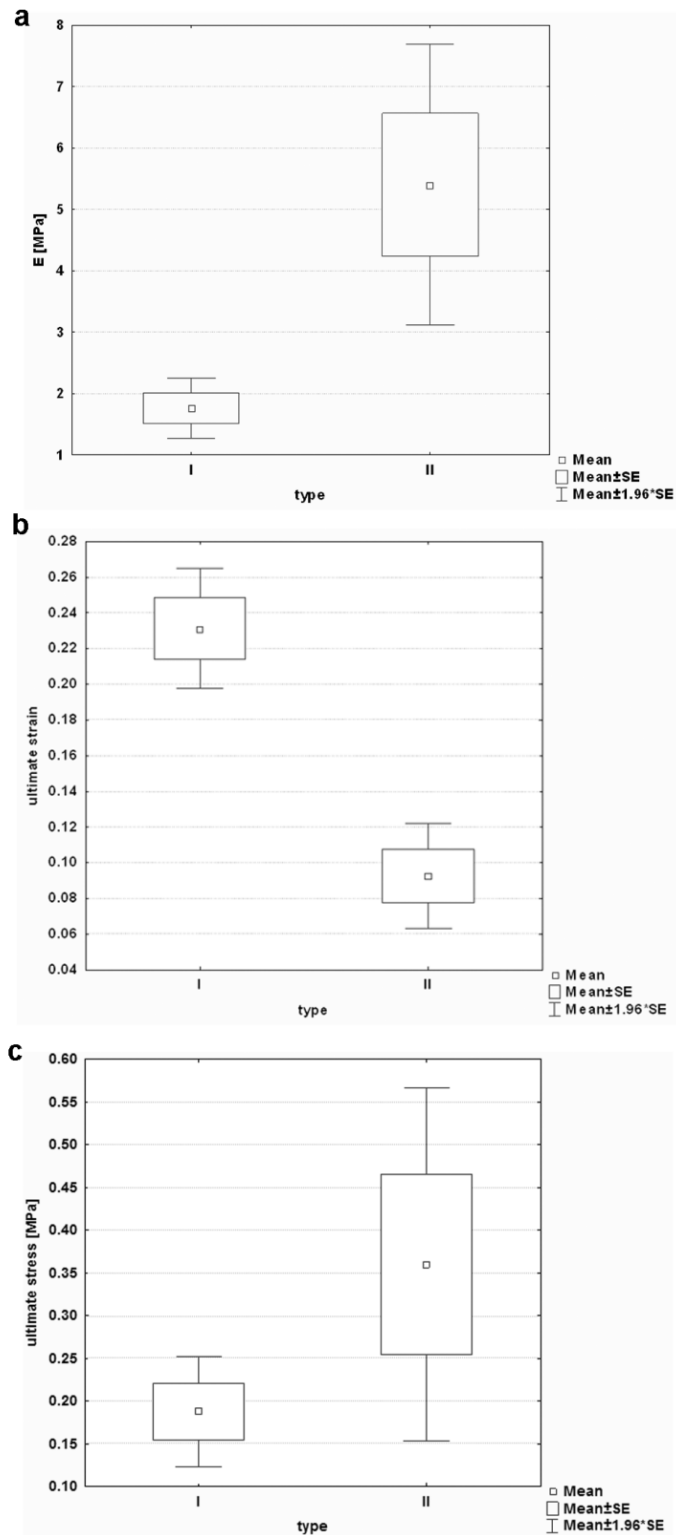 a
8
7
6
5
4
3
2
1
E [MPa]
I II
type
Mean
Mean±SE
Mean±1.96*SE
b
0.28
0.26
0.24
0.22
0.20
0.18
0.16
0.14
0.12
0.10
0.08
0.06
0.04
ultimate strain
I II
type
Mean
Mean±SE
Mean±1.96*SE
c
0.60
0.55
0.50
0.45
0.40
0.35
0.30
0.25
0.20
0.15
0.10
ultimate stress [MPa]
I II
type
Mean
Mean±SE
Mean±1.96*SE